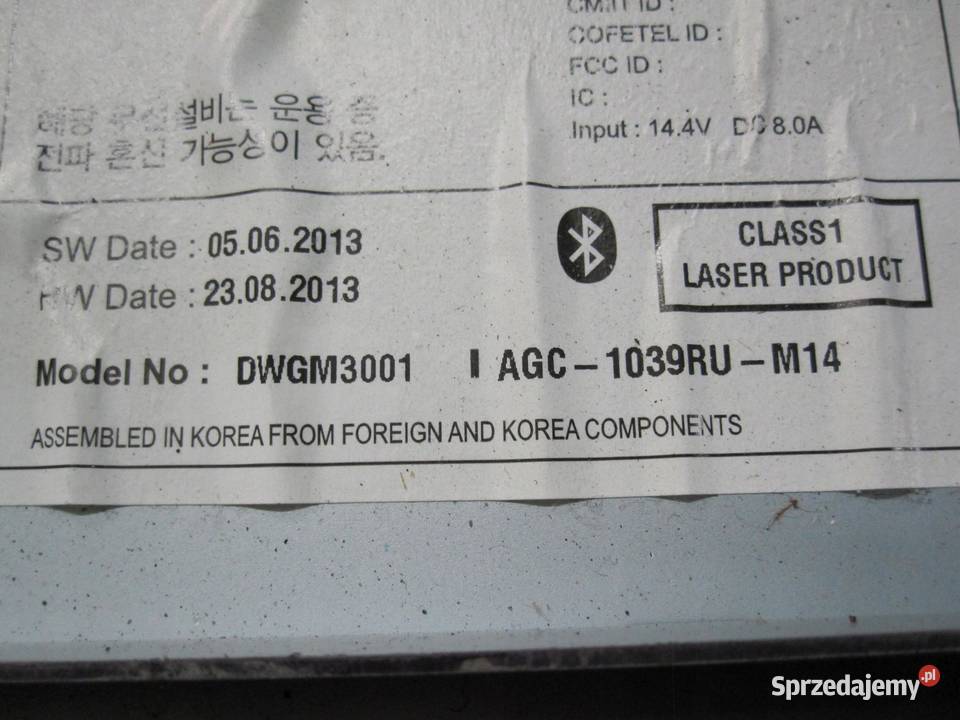 CMIIT ID :
COFETEL ID :
FCC ID :
IC :
Input : 14.4V DC 8.0A
해당 무선설비는 운용 중
전파 혼신 가능성이 있음.
SW Date : 05.06.2013
HW Date : 23.08.2013
CLASS1
LASER PRODUCT
Model No : DWGM3001 I AGC-1039RU-M14
ASSEMBLED IN KOREA FROM FOREIGN AND KOREA COMPONENTS
Sprzedajemy.pl